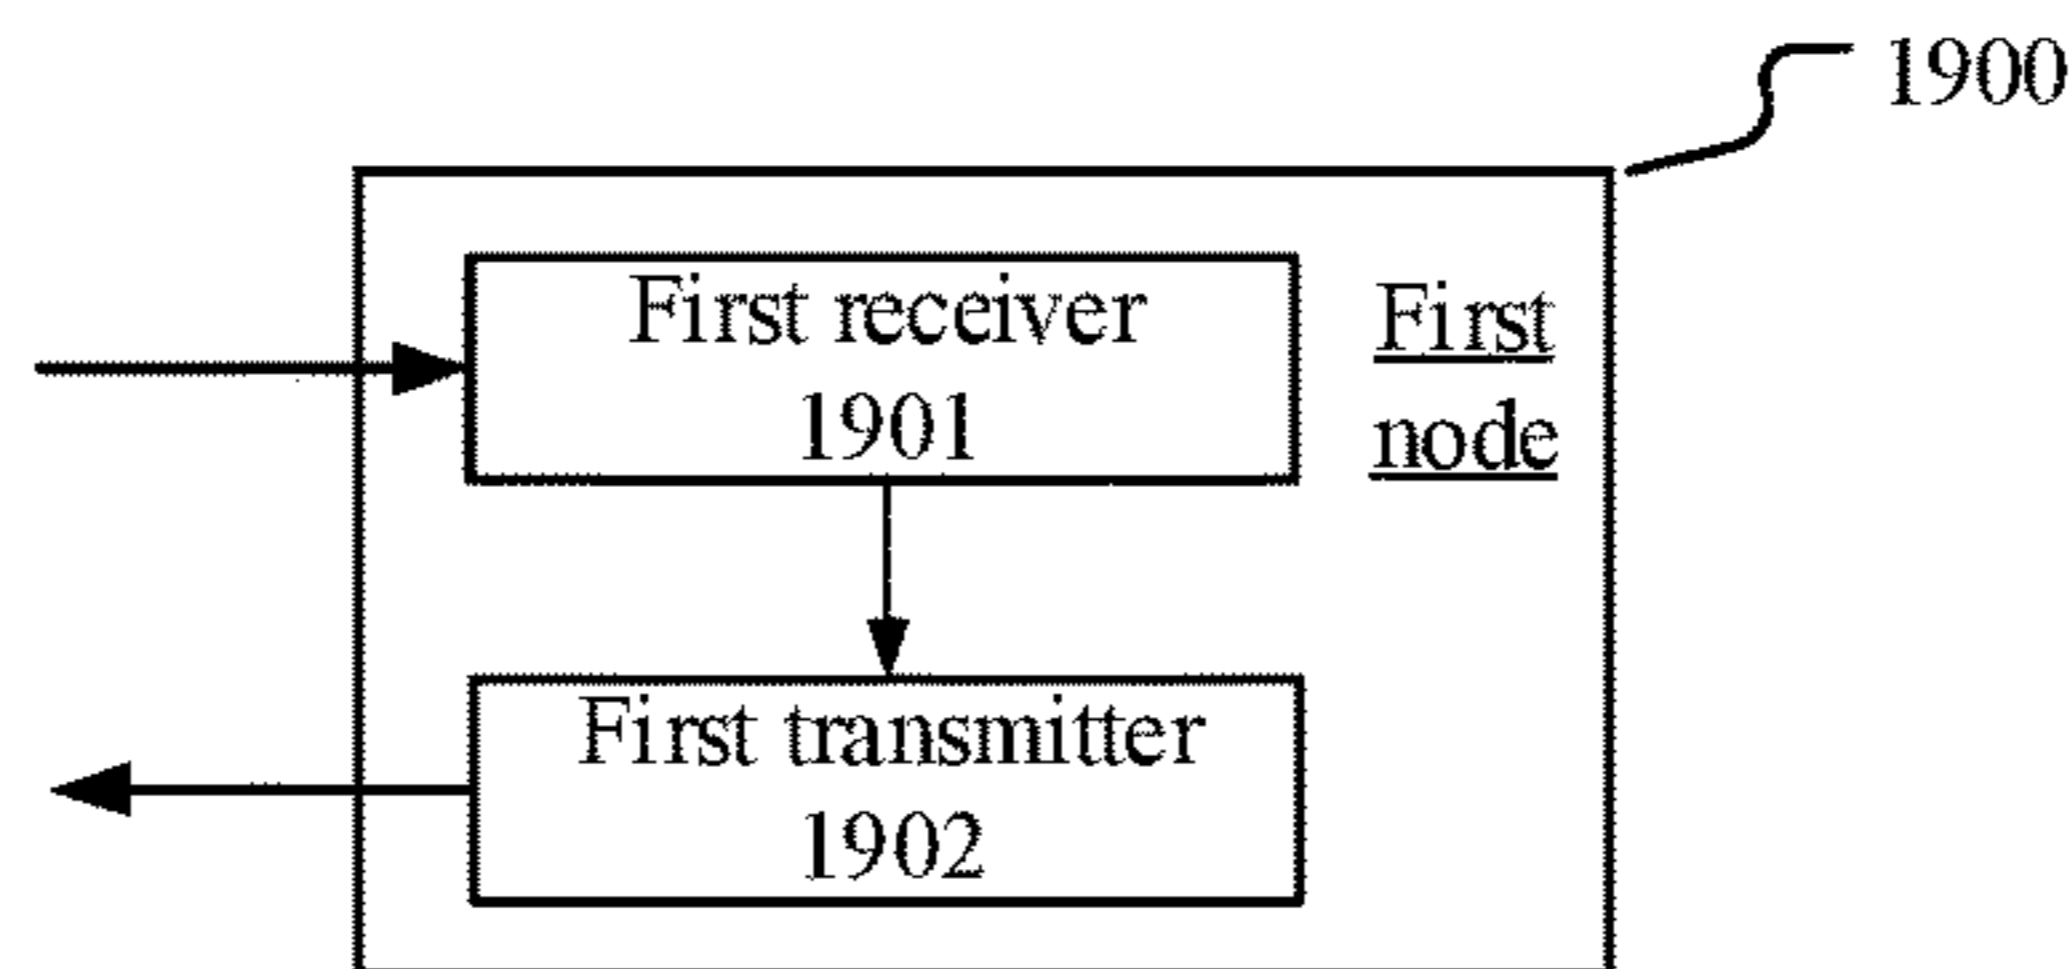 1900
First receiver
1901
First
node
First transmitter
1902